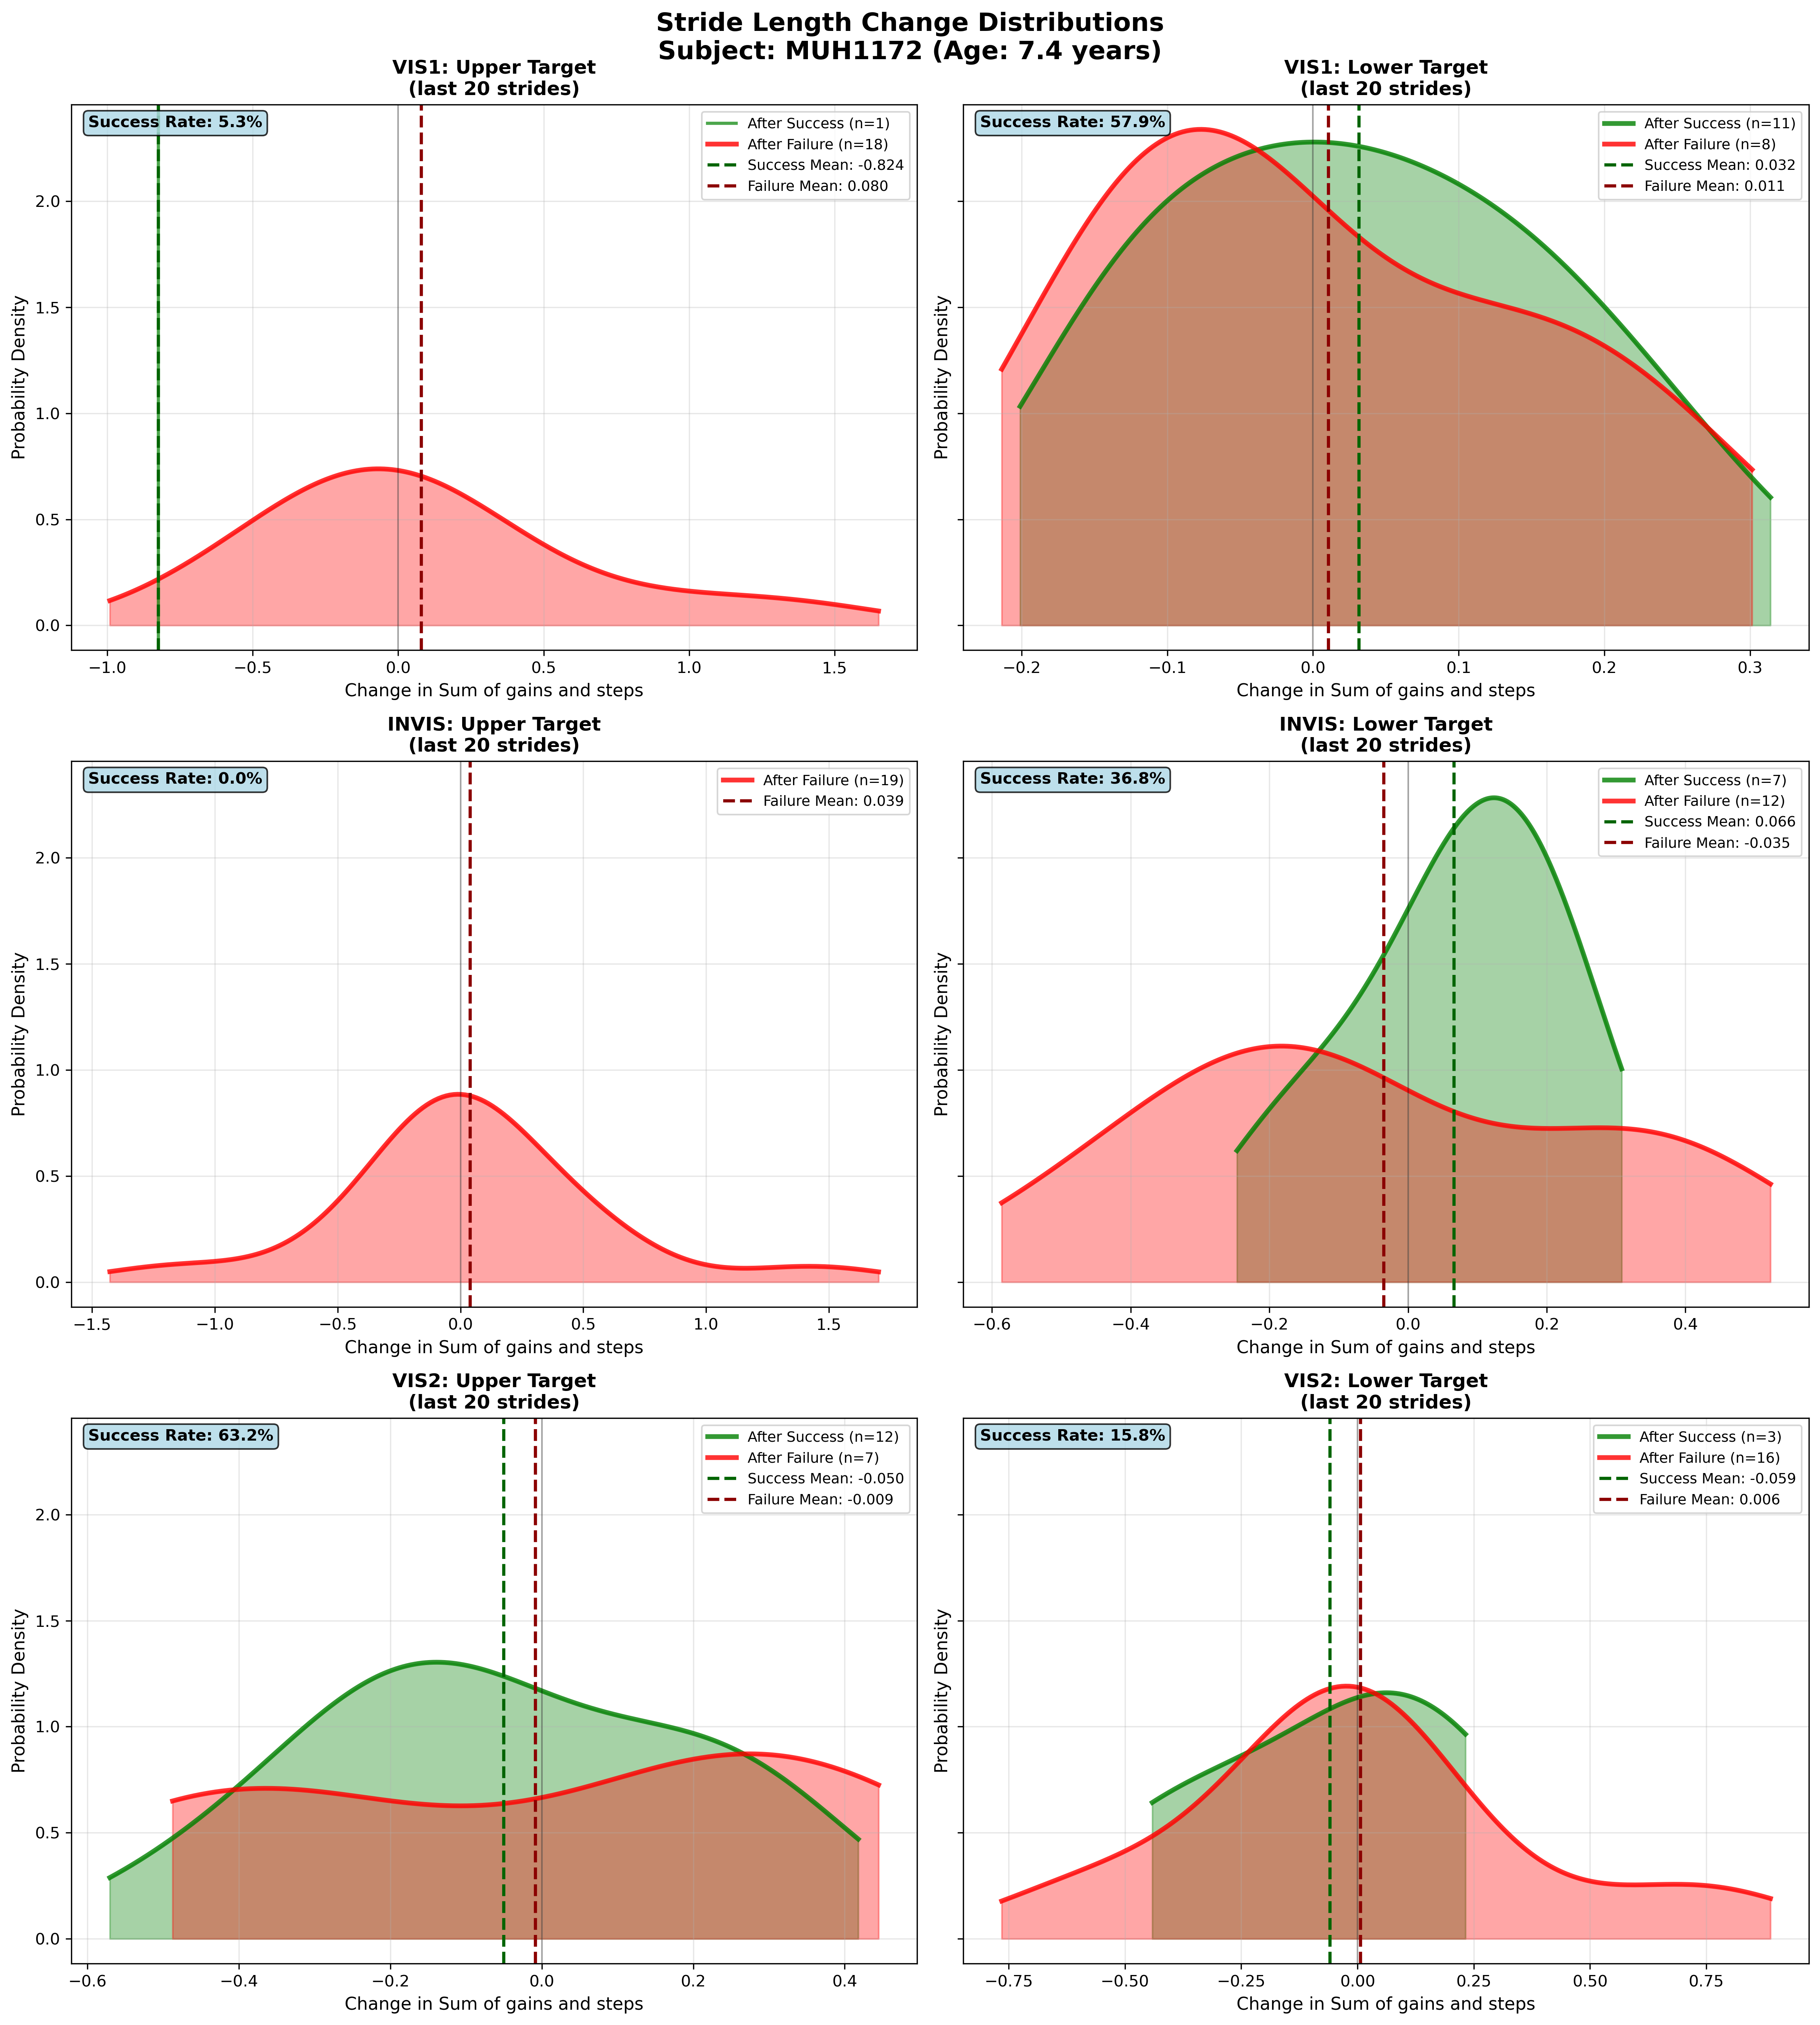 Stride Length Change Distributions
Subject: MUH1172 (Age: 7.4 years)
VIS1: Upper Target
(last 20 strides)
Success Rate: 5.3%
After Success (n=1)
After Failure (n=18)
Success Mean: -0.824
Failure Mean: 0.080
Probability Density
2.0
1.5
1.0
0.5
0.0
−1.0 −0.5 0.0 0.5 1.0 1.5
Change in Sum of gains and steps
VIS1: Lower Target
(last 20 strides)
Success Rate: 57.9%
After Success (n=11)
After Failure (n=8)
Success Mean: 0.032
Failure Mean: 0.011
Probability Density
−0.2 −0.1 0.0 0.1 0.2 0.3
Change in Sum of gains and steps
INVIS: Upper Target
(last 20 strides)
Success Rate: 0.0%
After Failure (n=19)
Failure Mean: 0.039
Probability Density
2.0
1.5
1.0
0.5
0.0
−1.5 −1.0 −0.5 0.0 0.5 1.0 1.5
Change in Sum of gains and steps
INVIS: Lower Target
(last 20 strides)
Success Rate: 36.8%
After Success (n=7)
After Failure (n=12)
Success Mean: 0.066
Failure Mean: -0.035
Probability Density
−0.6 −0.4 −0.2 0.0 0.2 0.4
Change in Sum of gains and steps
VIS2: Upper Target
(last 20 strides)
Success Rate: 63.2%
After Success (n=12)
After Failure (n=7)
Success Mean: -0.050
Failure Mean: -0.009
Probability Density
2.0
1.5
1.0
0.5
0.0
−0.6 −0.4 −0.2 0.0 0.2 0.4
Change in Sum of gains and steps
VIS2: Lower Target
(last 20 strides)
Success Rate: 15.8%
After Success (n=3)
After Failure (n=16)
Success Mean: -0.059
Failure Mean: 0.006
Probability Density
−0.75 −0.50 −0.25 0.00 0.25 0.50 0.75
Change in Sum of gains and steps